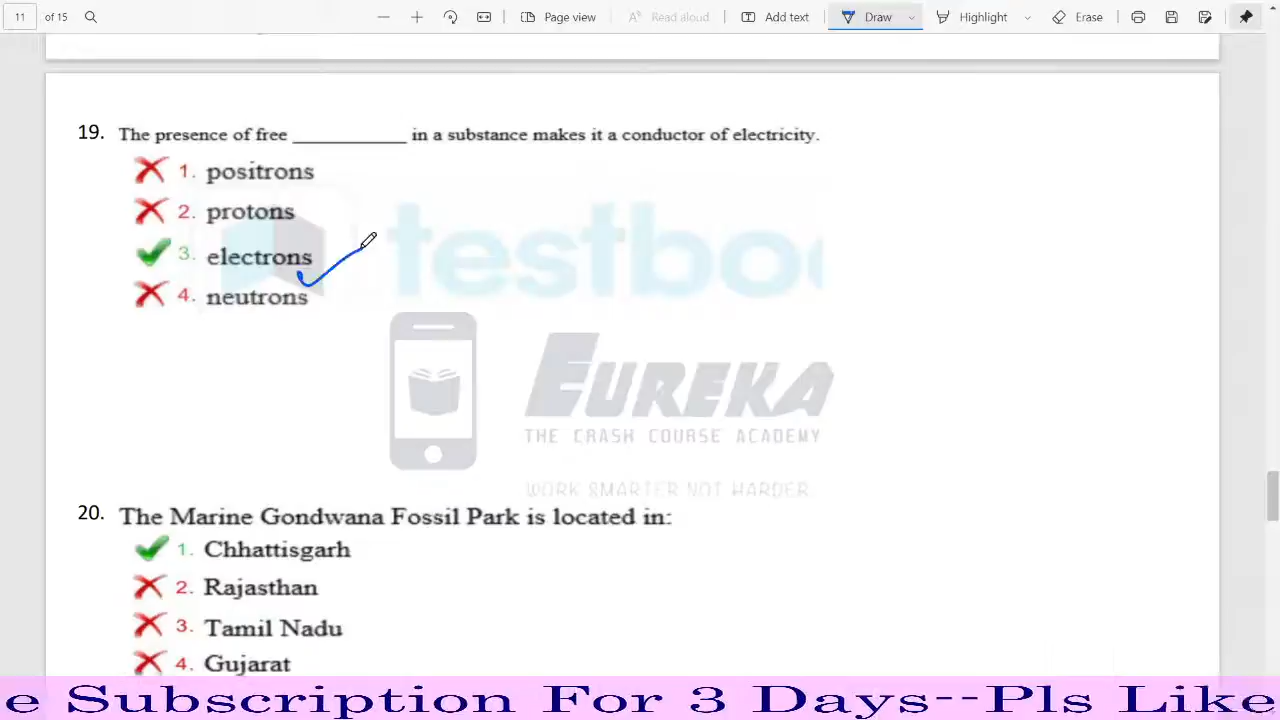 11 of 15 Page view Read aloud Add text Draw Highlight Erase
19. The presence of free ____________ in a substance makes it a conductor of electricity.
1. positrons
2. protons
3. electrons
4. neutrons
testboo
EUREKA
THE CRASH COURSE ACADEMY
WORK SMARTER NOT HARDER
20. The Marine Gondwana Fossil Park is located in:
1. Chhattisgarh
2. Rajasthan
3. Tamil Nadu
4. Gujarat
e Subscription For 3 Days--Pls Like